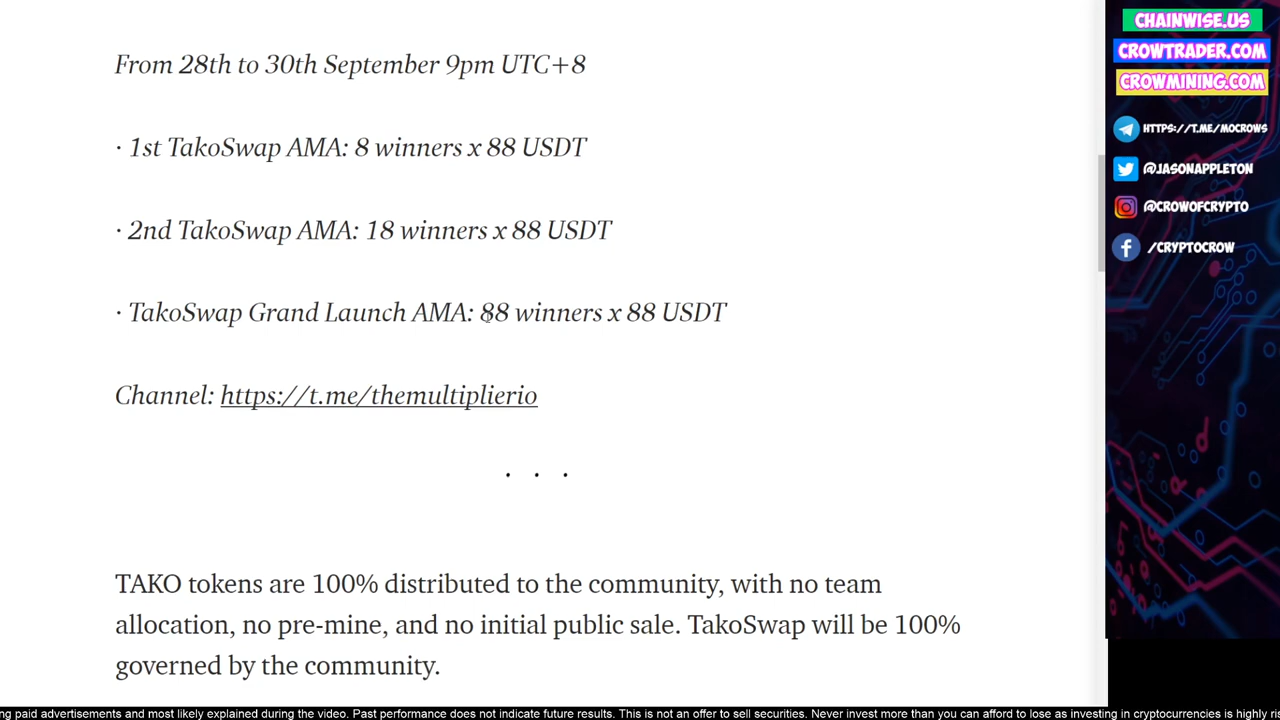 From 28th to 30th September 9pm UTC+8
· 1st TakoSwap AMA: 8 winners x 88 USDT
· 2nd TakoSwap AMA: 18 winners x 88 USDT
· TakoSwap Grand Launch AMA: 88 winners x 88 USDT
Channel: https://t.me/themultiplierio
. . .
TAKO tokens are 100% distributed to the community, with no team
allocation, no pre-mine, and no initial public sale. TakoSwap will be 100%
governed by the community.
CHAINWISE.US
CROWTRADER.COM
CROWMINING.COM
HTTPS://T.ME/MOCROWS
@JASONAPPLETON
@CROWOFCRYPTO
/CRYPTOCROW
ng paid advertisements and most likely explained during the video. Past performance does not indicate future results. This is not an offer to sell securities. Never invest more than you can afford to lose as investing in cryptocurrencies is highly ri